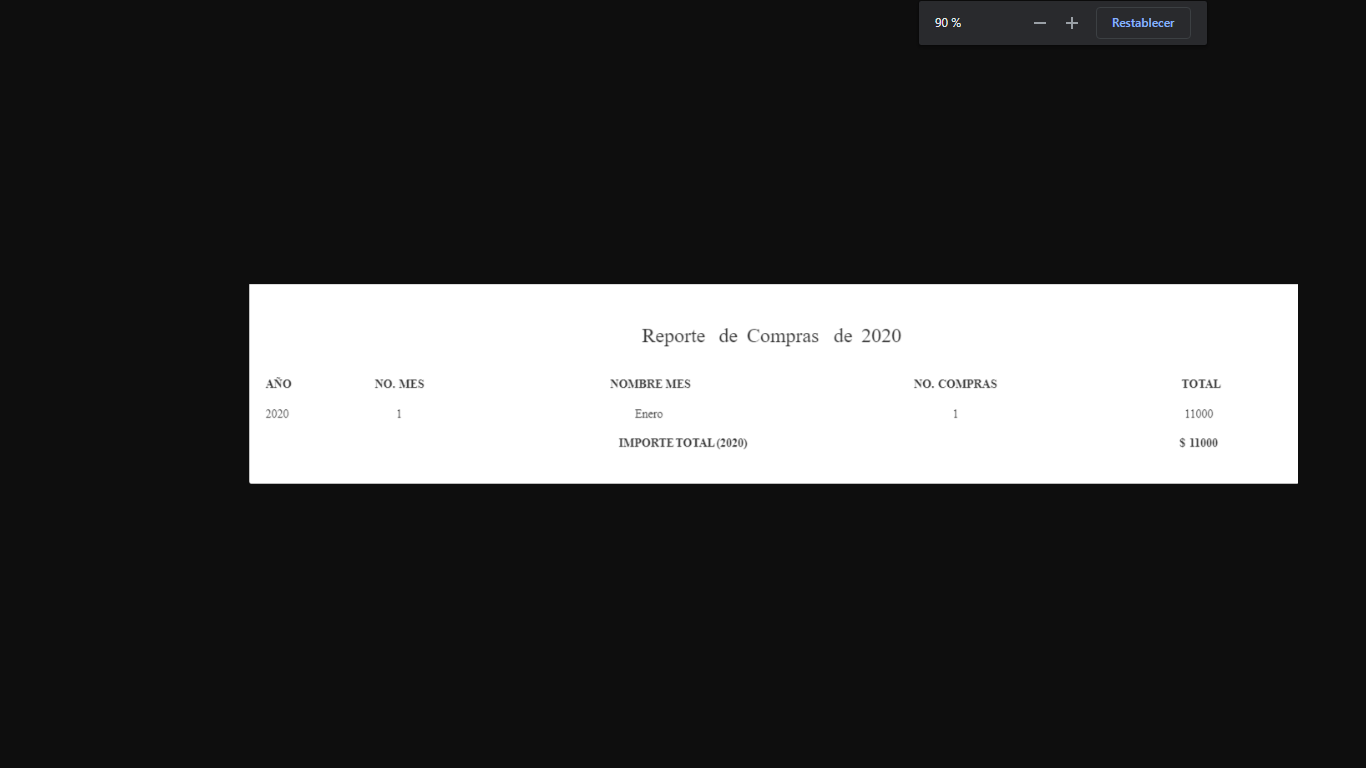 90 %
Restablecer
Reporte de Compras de 2020
AÑO NO. MES NOMBRE MES NO. COMPRAS TOTAL
2020 1 Enero 1 11000
IMPORTE TOTAL (2020) $ 11000